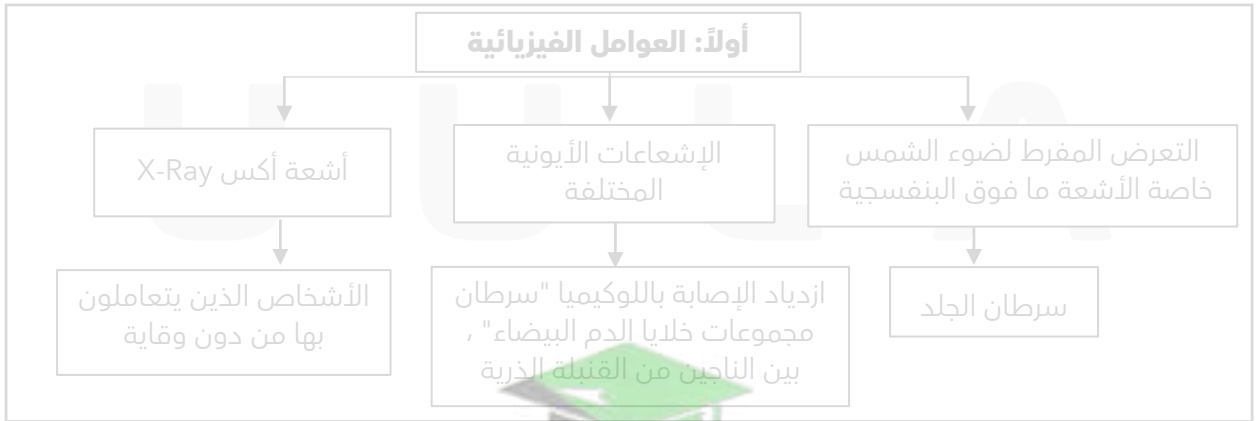 أولاً: العوامل الفيزيائية
التعرض المفرط لضوء الشمس
خاصة الأشعة ما فوق البنفسجية
الإشعاعات الأيونية
المختلفة
أشعة أكس X-Ray
سرطان الجلد
ازدياد الإصابة باللوكيميا "سرطان
مجموعات خلايا الدم البيضاء" ،
بين الناجين من القنبلة الذرية
الأشخاص الذين يتعاملون
بها من دون وقاية
U U L A